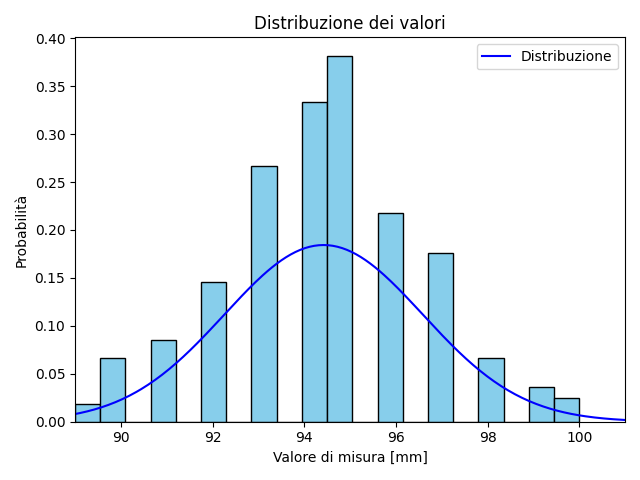 Distribuzione dei valori
Distribuzione
Probabilità
0.40
0.35
0.30
0.25
0.20
0.15
0.10
0.05
0.00
90 92 94 96 98 100
Valore di misura [mm]